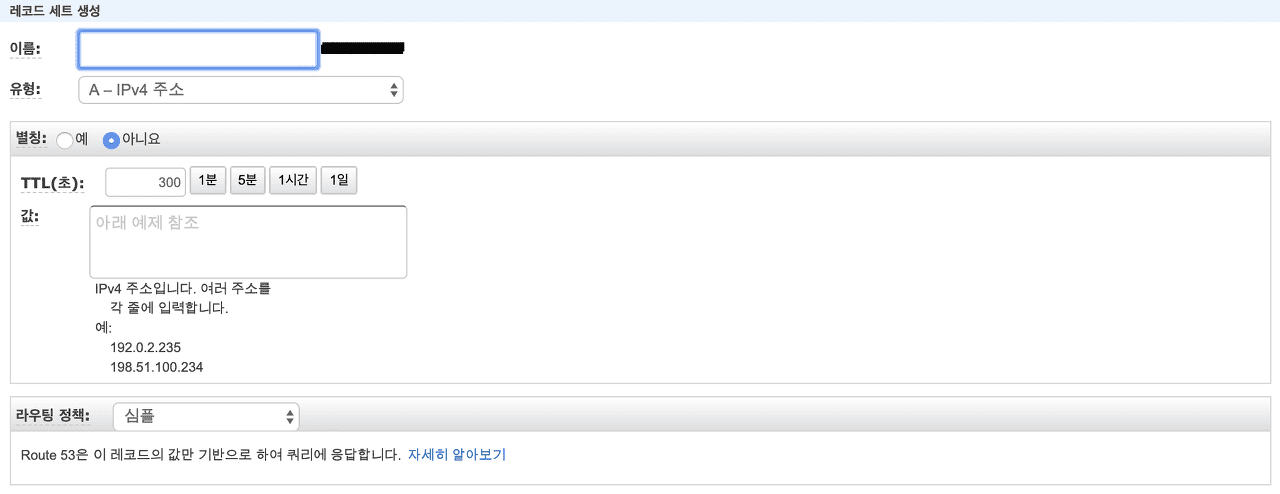 레코드 세트 생성
이름:
유형: A – IPv4 주소
별칭: 예 아니요
TTL(초): 300 1분 5분 1시간 1일
값: 아래 예제 참조
IPv4 주소입니다. 여러 주소를
각 줄에 입력합니다.
예:
192.0.2.235
198.51.100.234
라우팅 정책: 심플
Route 53은 이 레코드의 값만 기반으로 하여 쿼리에 응답합니다. 자세히 알아보기